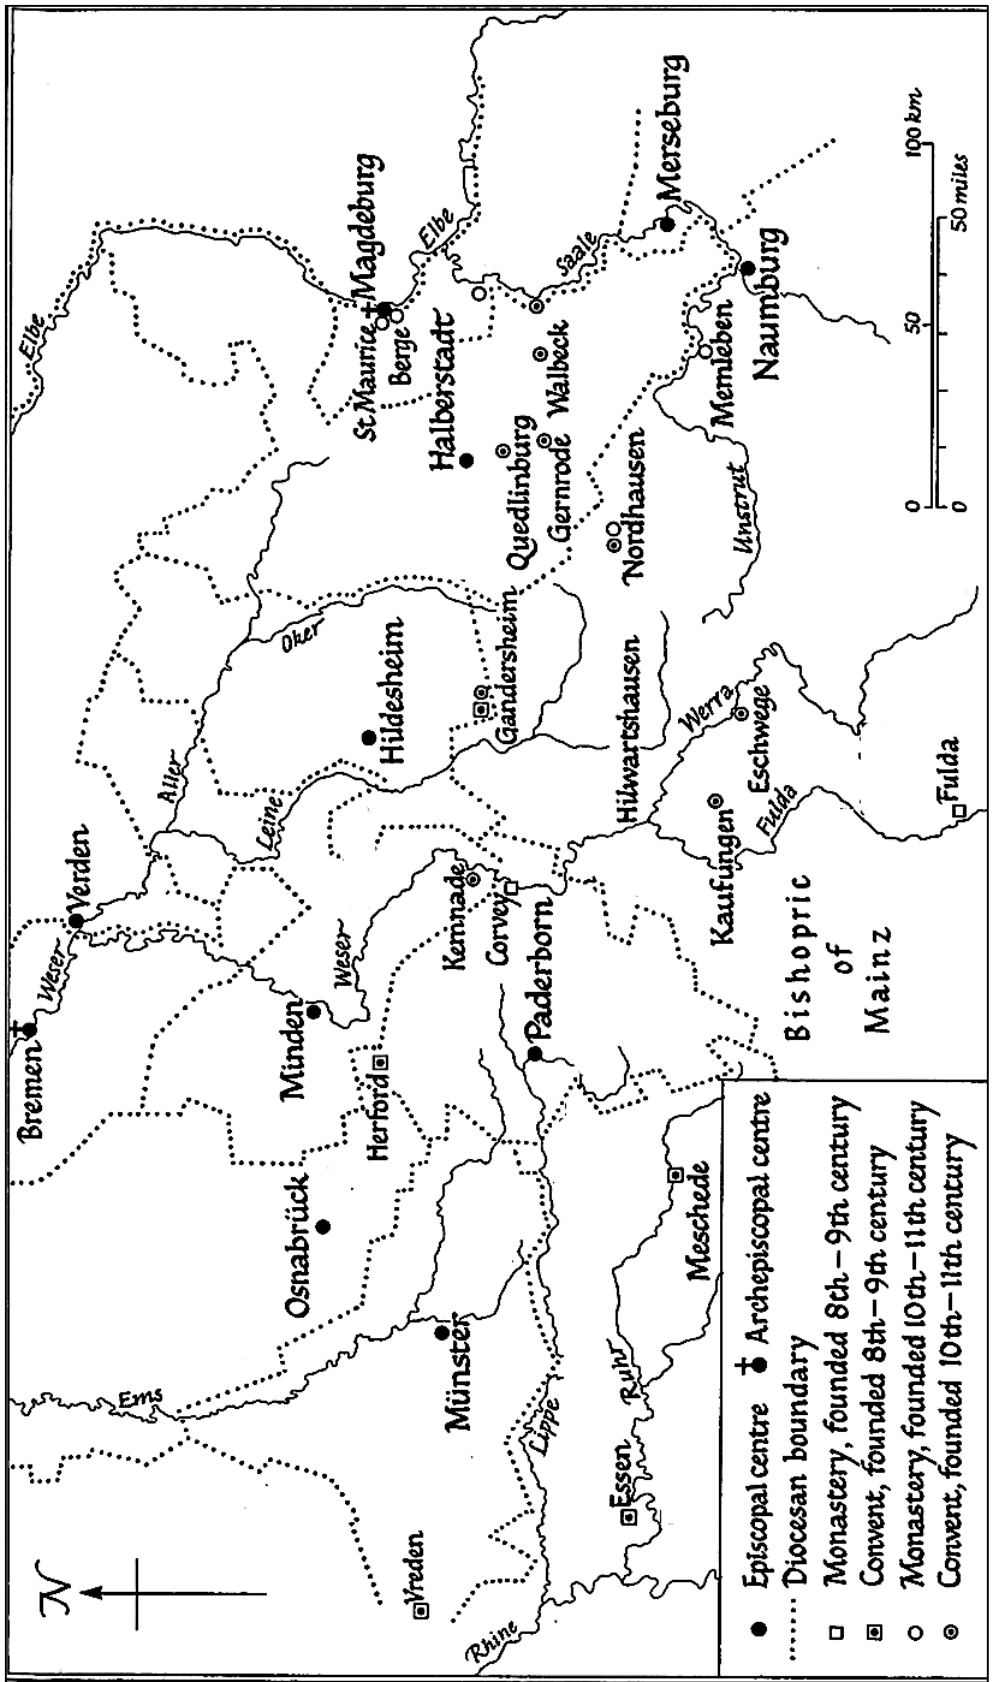 N
Bremen
Verden
Weser
Elbe
Aller
Ems
Osnabrück
Minden
Weser
Leine
Oker
Herford
Hildesheim
St Maurice
Magdeburg
Berge
Elbe
Vreden
Münster
Kemnade
Corvey
Gandersheim
Halberstadt
Quedlinburg
Gernrode
Walbeck
Saale
Rhine
Lippe
Paderborn
Hilwartshausen
Nordhausen
Merseburg
Essen
Ruhr
Meschede
Kaufungen
Werra
Eschwege
Fulda
Unstrut
Memleben
Naumburg
Bishopric
of
Mainz
Fulda
0 50 100 km
0 50 miles
Episcopal centre Archepiscopal centre
Diocesan boundary
Monastery, founded 8th–9th century
Convent, founded 8th–9th century
Monastery, founded 10th–11th century
Convent, founded 10th–11th century